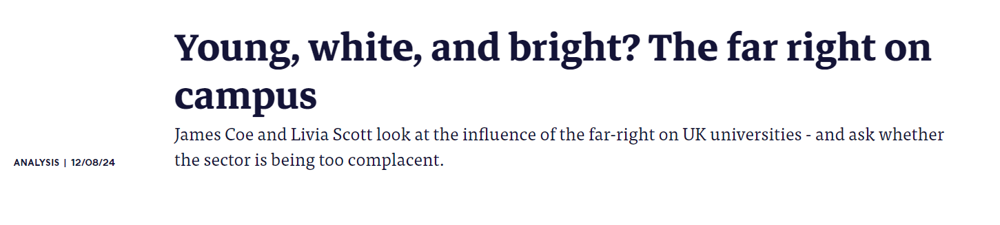 Young, white, and bright? The far right on
campus
James Coe and Livia Scott look at the influence of the far-right on UK universities - and ask whether
the sector is being too complacent.
ANALYSIS | 12/08/24